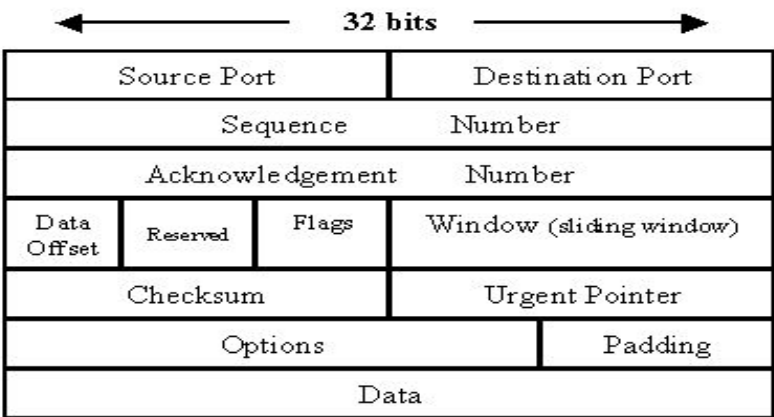 32 bits
Source Port
Destination Port
Sequence Number
Acknowledgement Number
Data
Offset
Reserved
Flags
Window (sliding window)
Checksum
Urgent Pointer
Options
Padding
Data